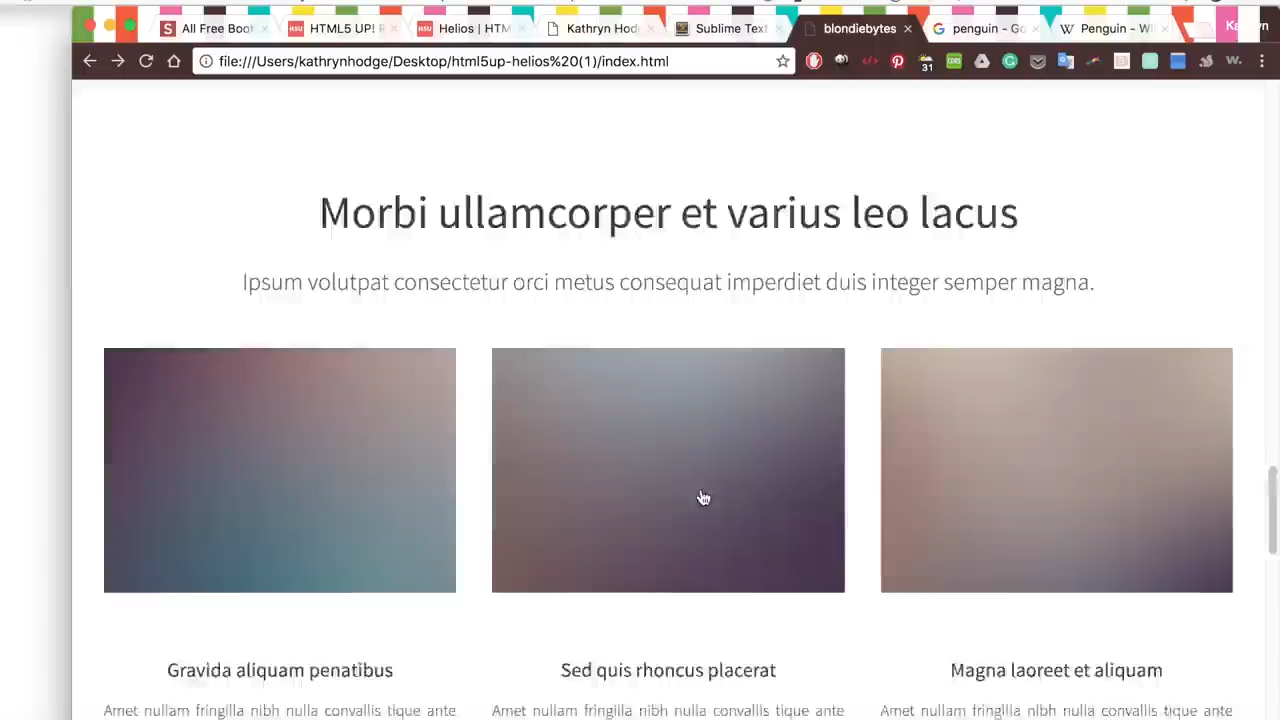 All Free Boot
HTML5 UP! R
Helios | HTM
Kathryn Hod
Sublime Text
blondiebytes
penguin - Go
Penguin - Wi
file:///Users/kathrynhodge/Desktop/html5up-helios%20(1)/index.html
31
Morbi ullamcorper et varius leo lacus
Ipsum volutpat consectetur orci metus consequat imperdiet duis integer semper magna.
Gravida aliquam penatibus
Sed quis rhoncus placerat
Magna laoreet et aliquam
Amet nullam fringilla nibh nulla convallis tique ante
Amet nullam fringilla nibh nulla convallis tique ante
Amet nullam fringilla nibh nulla convallis tique ante